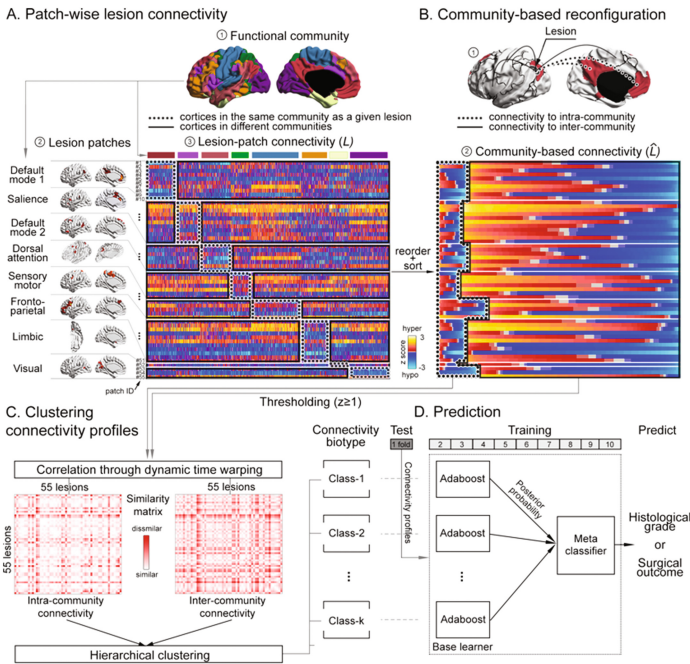 A. Patch-wise lesion connectivity
① Functional community
cortices in the same community as a given lesion
cortices in different communities
② Lesion patches
③ Lesion-patch connectivity (L)
Default
mode 1
Salience
Default
mode 2
Dorsal
attention
Sensory
motor
Fronto-
parietal
Limbic
Visual
patch ID
hyper
3
z score
-3
hypo
reorder
+
sort
B. Community-based reconfiguration
①
Lesion
connectivity to intra-community
connectivity to inter-community
② Community-based connectivity (L̂)
Thresholding (z≥1)
C. Clustering
connectivity profiles
Correlation through dynamic time warping
55 lesions
55 lesions
55 lesions
Similarity
matrix
dissmilar
similar
Intra-community
connectivity
Inter-community
connectivity
Hierarchical clustering
Connectivity
biotype
Class-1
Class-2
Class-k
D. Prediction
Test
1 fold
Training
2 3 4 5 6 7 8 9 10
Predict
Connectivity profiles
Adaboost
Adaboost
Adaboost
Base learner
Posterior
probability
Meta
classifier
Histological
grade
or
Surgical
outcome